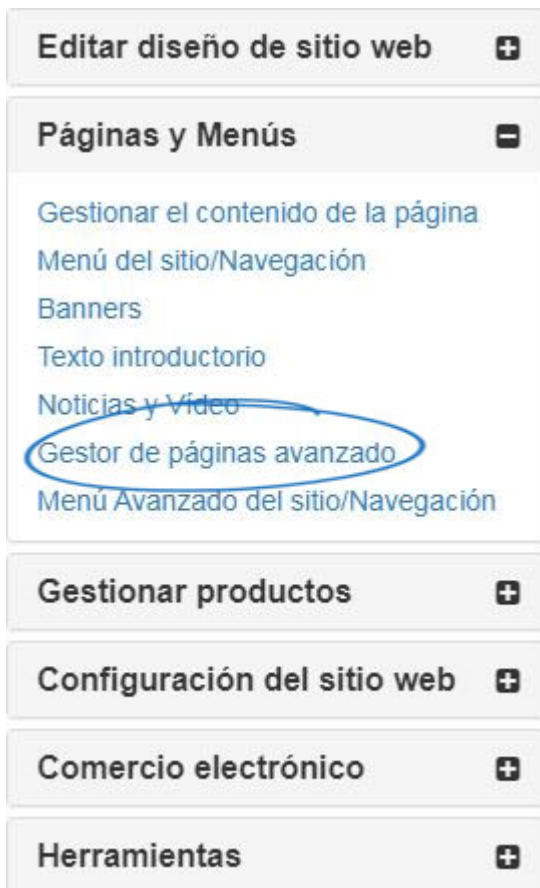 Editar diseño de sitio web
Páginas y Menús
Gestionar el contenido de la página
Menú del sitio/Navegación
Banners
Texto introductorio
Noticias y Vídeo
Gestor de páginas avanzado
Menú Avanzado del sitio/Navegación
Gestionar productos
Configuración del sitio web
Comercio electrónico
Herramientas